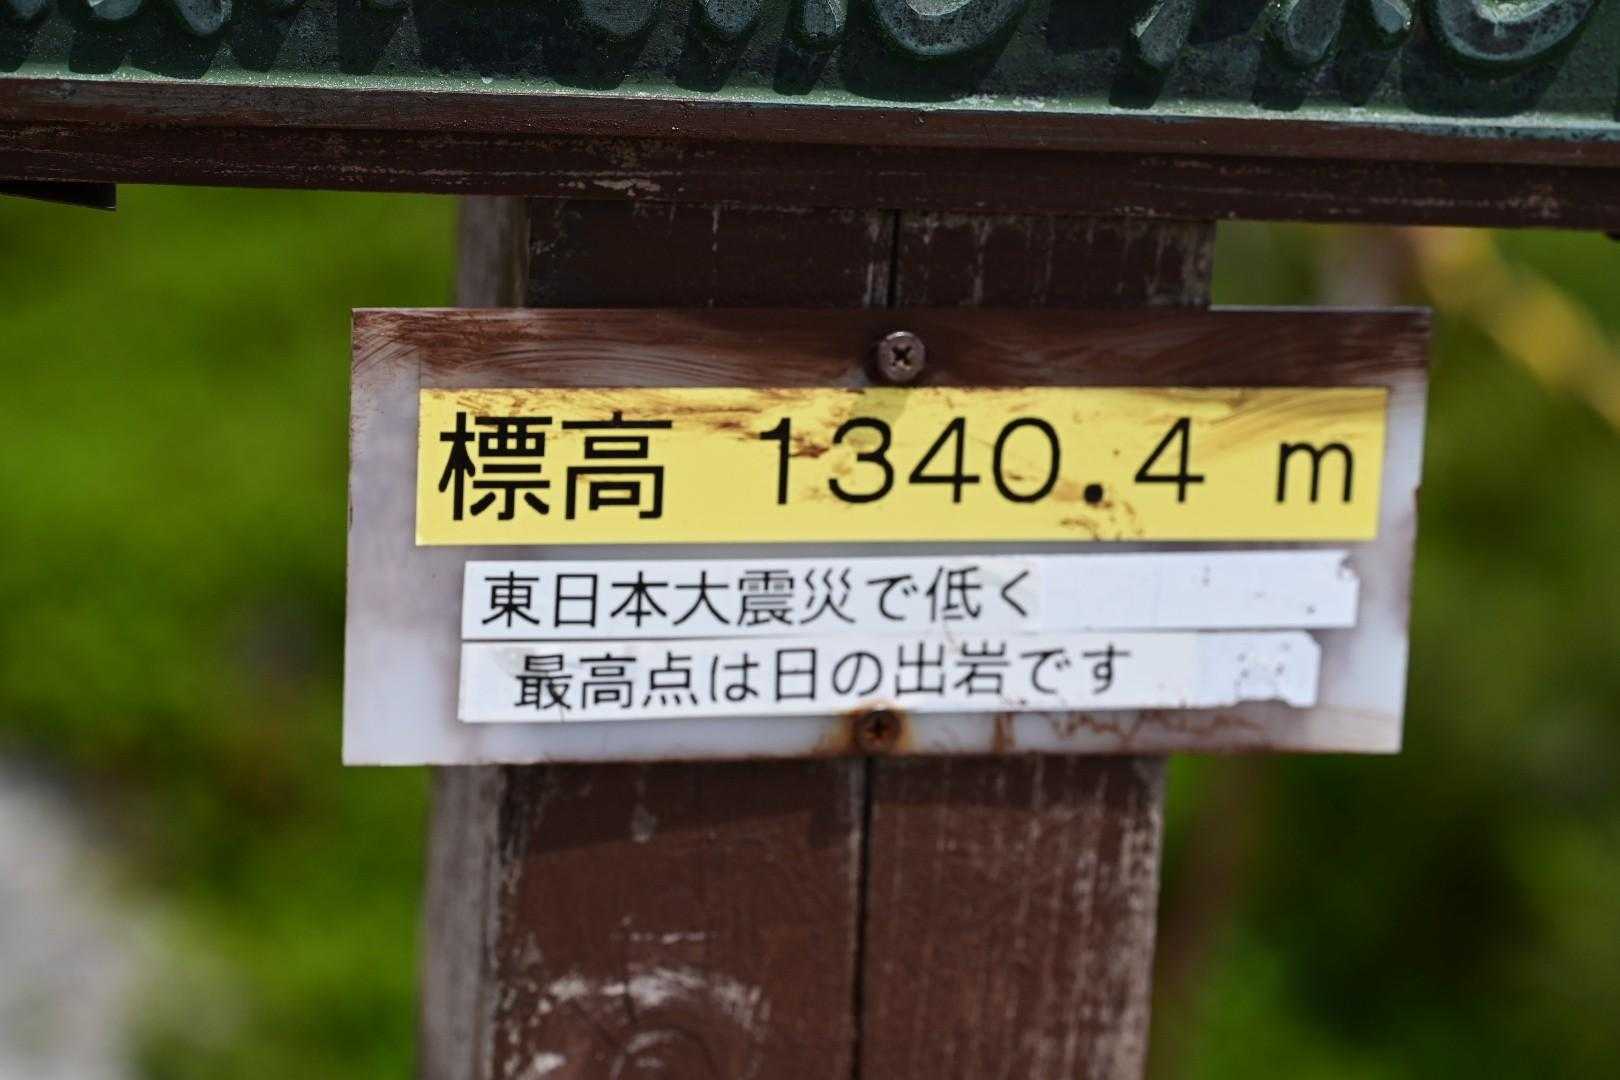 標高 1340.4 m
東日本大震災で低く
最高点は日の出岩です